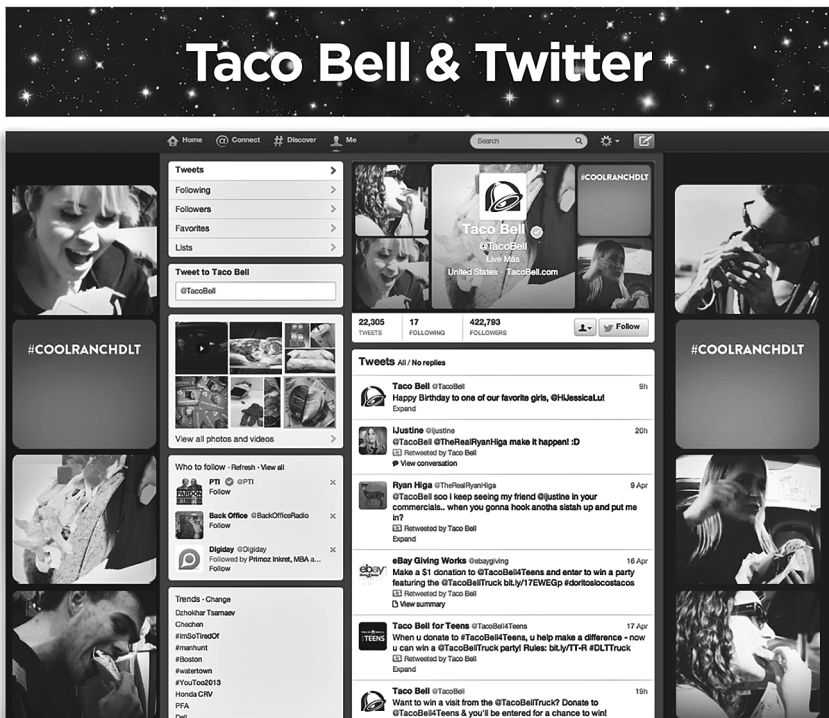 Taco Bell & Twitter
Home
Connect
Discover
Me
Search
#COOLRANCHDLT
Tweets
Following
Followers
Favorites
Lists
Tweet to Taco Bell
@TacoBell
View all photos and videos
Who to follow · Refresh · View all
PTI @PTI
Follow
Back Office @BackOfficeRadio
Follow
Digiday @Digiday
Followed by Primoz Inkret, MBA a...
Follow
Trends · Change
Dzhokhar Tsarnaev
Chechen
#ImSoTiredOf
#manhunt
#Boston
#watertown
#YouToo2013
Honda CRV
PFA
Dell
#COOLRANCHDLT
Taco Bell
@TacoBell
Live Más
United States · TacoBell.com
22,305
TWEETS
17
FOLLOWING
422,793
FOLLOWERS
Follow
Tweets All / No replies
Taco Bell @TacoBell 9h
Happy Birthday to one of our favorite girls, @HiJessicaLu!
Expand
iJustine @ijustine 20h
@TacoBell @TheRealRyanHiga make it happen! :D
Retweeted by Taco Bell
View conversation
Ryan Higa @TheRealRyanHiga 9 Apr
@TacoBell soo i keep seeing my friend @ijustine in your
commercials.. when you gonna hook anotha sistah up and put me
in?
Retweeted by Taco Bell
Expand
eBay Giving Works @ebaygiving 16 Apr
Make a $1 donation to @TacoBell4Teens and enter to win a party
featuring the @TacoBellTruck bit.ly/17EWEGp #doritoslocostacos
Retweeted by Taco Bell
View summary
Taco Bell for Teens @TacoBell4Teens 17 Apr
When u donate to #TacoBell4Teens, u help make a difference - now
u can win a @TacoBellTruck party! Rules: bit.ly/TT-R #DLTTruck
Retweeted by Taco Bell
Expand
Taco Bell @TacoBell 19h
Want to win a visit from the @TacoBellTruck? Donate to
@TacoBell4Teens & you'll be entered for a chance to win!
#COOLRANCHDLT
PARDON
ebay
TEENS